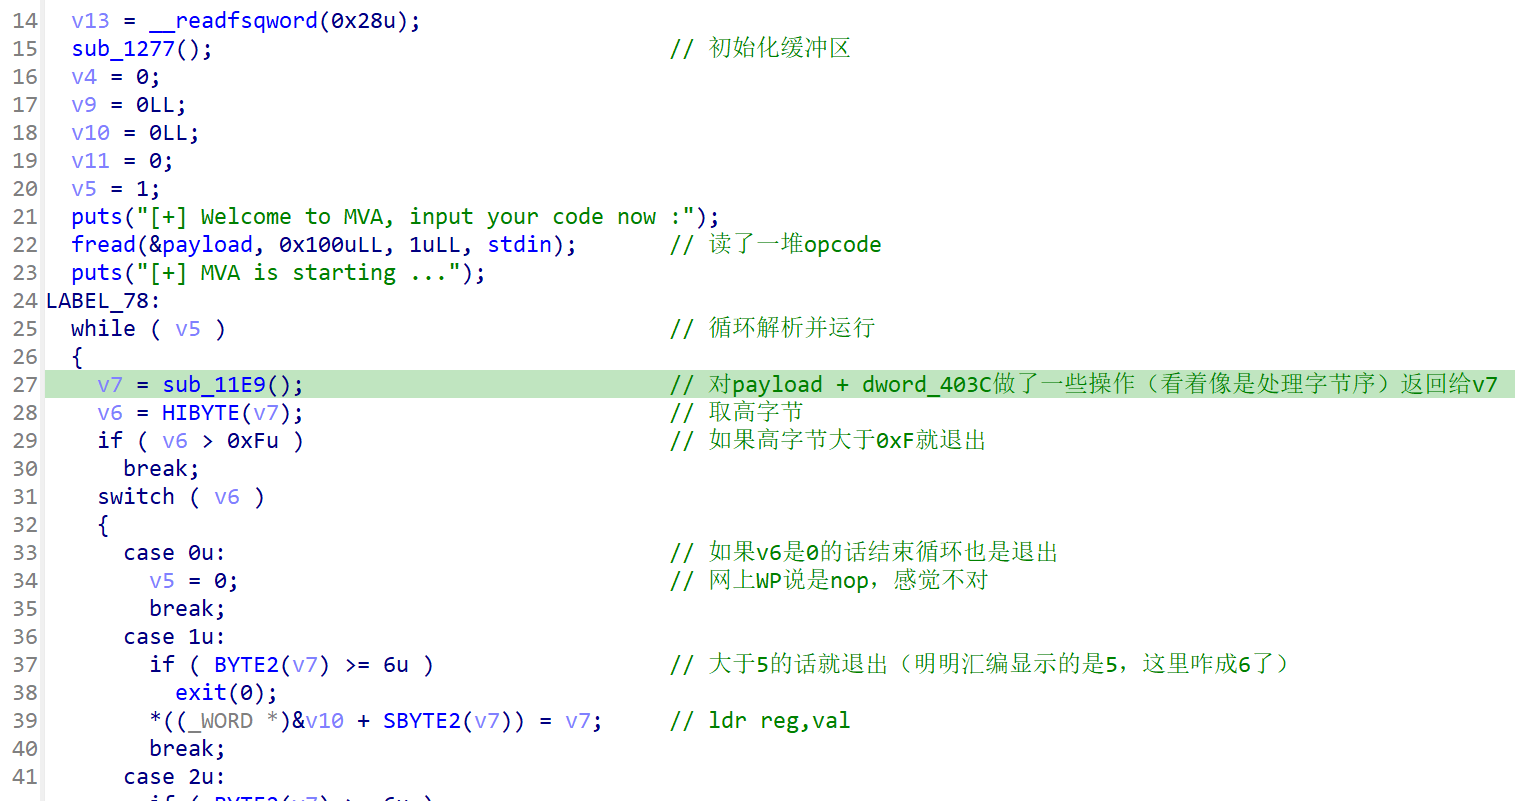 14 v13 = __readfsqword(0x28u);
15 sub_1277(); // 初始化缓冲区
16 v4 = 0;
17 v9 = 0LL;
18 v10 = 0LL;
19 v11 = 0;
20 v5 = 1;
21 puts("[+] Welcome to MVA, input your code now :");
22 fread(&payload, 0x100uLL, 1uLL, stdin); // 读了一堆opcode
23 puts("[+] MVA is starting ...");
24 LABEL_78:
25 while ( v5 ) // 循环解析并运行
26 {
27 v7 = sub_11E9(); // 对payload + dword_403C做了一些操作（看着像是处理字节序）返回给v7
28 v6 = HIBYTE(v7); // 取高字节
29 if ( v6 > 0xFu ) // 如果高字节大于0xF就退出
30 break;
31 switch ( v6 )
32 {
33 case 0u: // 如果v6是0的话结束循环也是退出
34 v5 = 0; // 网上WP说是nop，感觉不对
35 break;
36 case 1u:
37 if ( BYTE2(v7) >= 6u ) // 大于5的话就退出（明明汇编显示的是5，这里咋成6了）
38 exit(0);
39 *((_WORD *)&v10 + SBYTE2(v7)) = v7; // ldr reg,val
40 break;
41 case 2u:
if ( BYTE2(v7) >= 6u )